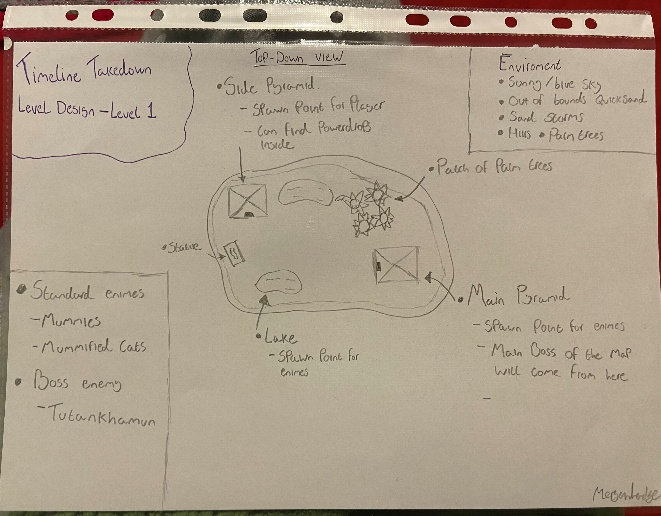 Timeline Takedown
Level Design - Level 1
Top-Down View
• Side Pyramid.
- Spawn Point for Player
- Can find Powerdrops
Inside
Enviroment
• Sunny/blue sky
• Out of bounds Quicksand
• Sand storms
• Hills • Palm trees
• Patch of Palm trees
• Statue
• Lake
- Spawn Point for
enimes
• Main Pyramid
- Spawn Point for enimes
- Main Boss of the Map
will come from here
-
• Standard enimes
- Mummies
- Mummified Cats
• Boss enemy
- Tutankhamun